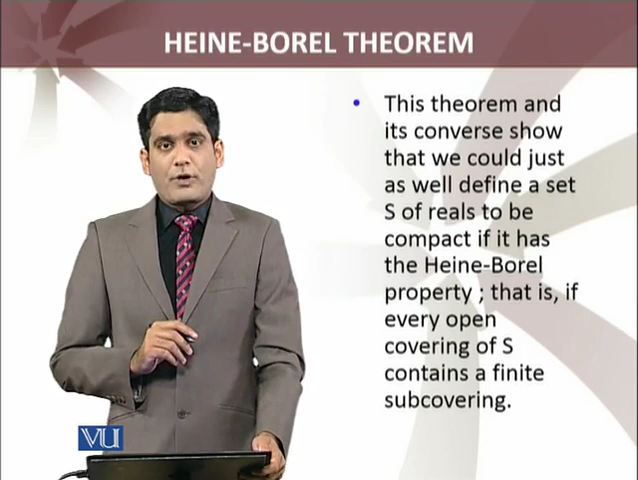 HEINE-BOREL THEOREM
• This theorem and
its converse show
that we could just
as well define a set
S of reals to be
compact if it has
the Heine-Borel
property ; that is, if
every open
covering of S
contains a finite
subcovering.
VU